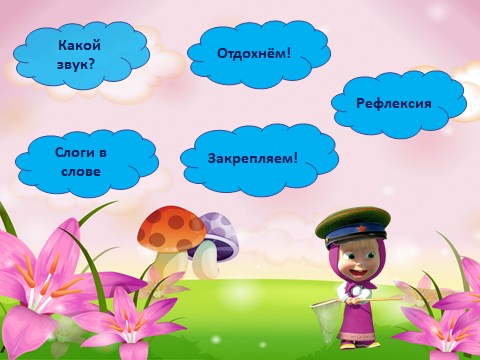 Какой
звук?
Отдохнём!
Рефлексия
Слоги в
слове
Закрепляем!